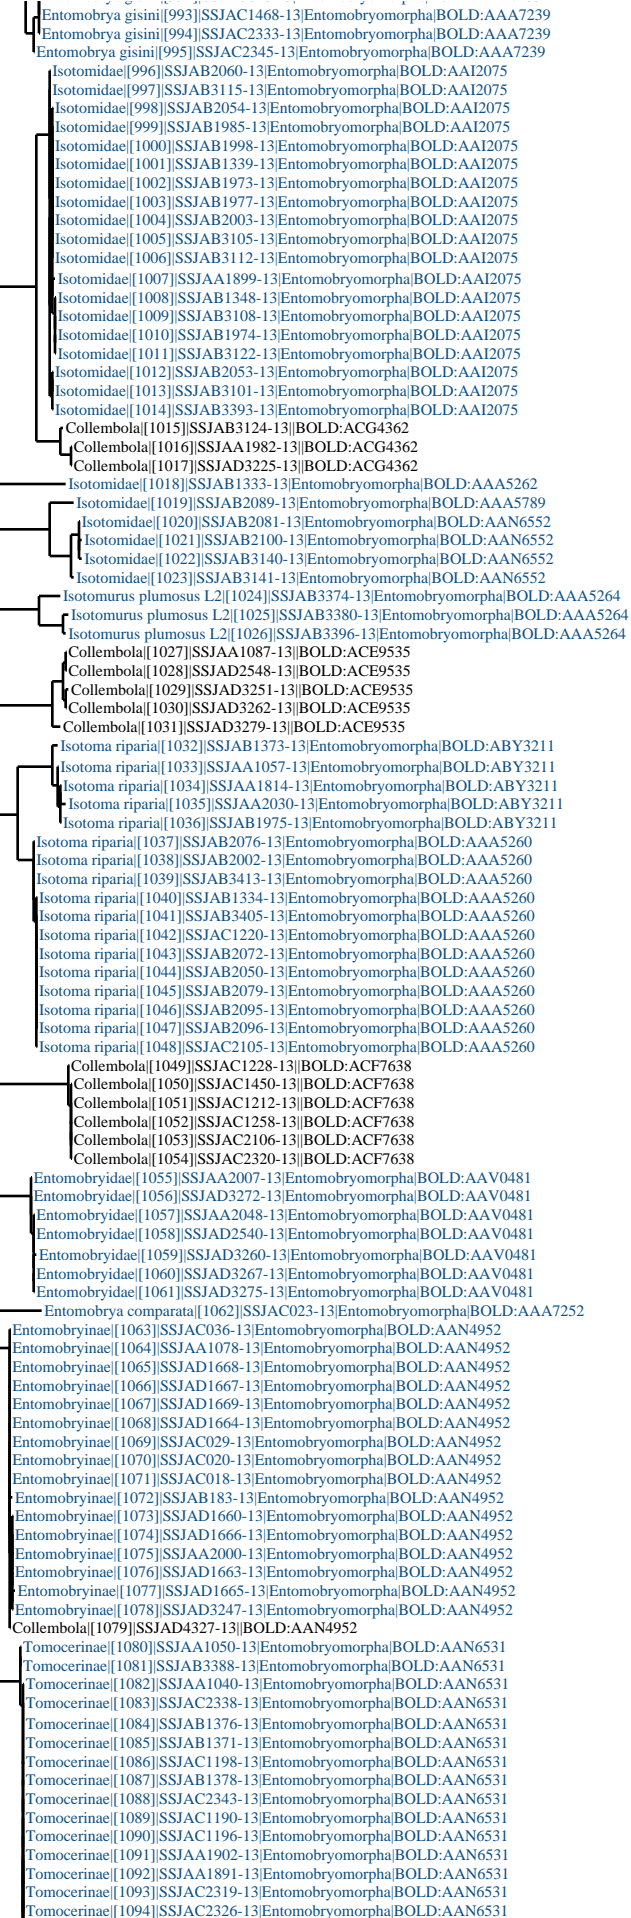 Entomobrya gisini|[993]|SSJAC1468-13|Entomobryomorpha|BOLD:AAA7239
Entomobrya gisini|[994]|SSJAC2333-13|Entomobryomorpha|BOLD:AAA7239
Entomobrya gisini|[995]|SSJAC2345-13|Entomobryomorpha|BOLD:AAA7239
Isotomidae|[996]|SSJAB2060-13|Entomobryomorpha|BOLD:AAI2075
Isotomidae|[997]|SSJAB3115-13|Entomobryomorpha|BOLD:AAI2075
Isotomidae|[998]|SSJAB2054-13|Entomobryomorpha|BOLD:AAI2075
Isotomidae|[999]|SSJAB1985-13|Entomobryomorpha|BOLD:AAI2075
Isotomidae|[1000]|SSJAB1998-13|Entomobryomorpha|BOLD:AAI2075
Isotomidae|[1001]|SSJAB1339-13|Entomobryomorpha|BOLD:AAI2075
Isotomidae|[1002]|SSJAB1973-13|Entomobryomorpha|BOLD:AAI2075
Isotomidae|[1003]|SSJAB1977-13|Entomobryomorpha|BOLD:AAI2075
Isotomidae|[1004]|SSJAB2003-13|Entomobryomorpha|BOLD:AAI2075
Isotomidae|[1005]|SSJAB3105-13|Entomobryomorpha|BOLD:AAI2075
Isotomidae|[1006]|SSJAB3112-13|Entomobryomorpha|BOLD:AAI2075
Isotomidae|[1007]|SSJAA1899-13|Entomobryomorpha|BOLD:AAI2075
Isotomidae|[1008]|SSJAB1348-13|Entomobryomorpha|BOLD:AAI2075
Isotomidae|[1009]|SSJAB3108-13|Entomobryomorpha|BOLD:AAI2075
Isotomidae|[1010]|SSJAB1974-13|Entomobryomorpha|BOLD:AAI2075
Isotomidae|[1011]|SSJAB3122-13|Entomobryomorpha|BOLD:AAI2075
Isotomidae|[1012]|SSJAB2053-13|Entomobryomorpha|BOLD:AAI2075
Isotomidae|[1013]|SSJAB3101-13|Entomobryomorpha|BOLD:AAI2075
Isotomidae|[1014]|SSJAB3393-13|Entomobryomorpha|BOLD:AAI2075
Collembola|[1015]|SSJAB3124-13||BOLD:ACG4362
Collembola|[1016]|SSJAA1982-13||BOLD:ACG4362
Collembola|[1017]|SSJAD3225-13||BOLD:ACG4362
Isotomidae|[1018]|SSJAB1333-13|Entomobryomorpha|BOLD:AAA5262
Isotomidae|[1019]|SSJAB2089-13|Entomobryomorpha|BOLD:AAA5789
Isotomidae|[1020]|SSJAB2081-13|Entomobryomorpha|BOLD:AAN6552
Isotomidae|[1021]|SSJAB2100-13|Entomobryomorpha|BOLD:AAN6552
Isotomidae|[1022]|SSJAB3140-13|Entomobryomorpha|BOLD:AAN6552
Isotomidae|[1023]|SSJAB3141-13|Entomobryomorpha|BOLD:AAN6552
Isotomurus plumosus L2|[1024]|SSJAB3374-13|Entomobryomorpha|BOLD:AAA5264
Isotomurus plumosus L2|[1025]|SSJAB3380-13|Entomobryomorpha|BOLD:AAA5264
Isotomurus plumosus L2|[1026]|SSJAB3396-13|Entomobryomorpha|BOLD:AAA5264
Collembola|[1027]|SSJAA1087-13||BOLD:ACE9535
Collembola|[1028]|SSJAD2548-13||BOLD:ACE9535
Collembola|[1029]|SSJAD3251-13||BOLD:ACE9535
Collembola|[1030]|SSJAD3262-13||BOLD:ACE9535
Collembola|[1031]|SSJAD3279-13||BOLD:ACE9535
Isotoma riparia|[1032]|SSJAB1373-13|Entomobryomorpha|BOLD:ABY3211
Isotoma riparia|[1033]|SSJAA1057-13|Entomobryomorpha|BOLD:ABY3211
Isotoma riparia|[1034]|SSJAA1814-13|Entomobryomorpha|BOLD:ABY3211
Isotoma riparia|[1035]|SSJAA2030-13|Entomobryomorpha|BOLD:ABY3211
Isotoma riparia|[1036]|SSJAB1975-13|Entomobryomorpha|BOLD:ABY3211
Isotoma riparia|[1037]|SSJAB2076-13|Entomobryomorpha|BOLD:AAA5260
Isotoma riparia|[1038]|SSJAB2002-13|Entomobryomorpha|BOLD:AAA5260
Isotoma riparia|[1039]|SSJAB3413-13|Entomobryomorpha|BOLD:AAA5260
Isotoma riparia|[1040]|SSJAB1334-13|Entomobryomorpha|BOLD:AAA5260
Isotoma riparia|[1041]|SSJAB3405-13|Entomobryomorpha|BOLD:AAA5260
Isotoma riparia|[1042]|SSJAC1220-13|Entomobryomorpha|BOLD:AAA5260
Isotoma riparia|[1043]|SSJAB2072-13|Entomobryomorpha|BOLD:AAA5260
Isotoma riparia|[1044]|SSJAB2050-13|Entomobryomorpha|BOLD:AAA5260
Isotoma riparia|[1045]|SSJAB2079-13|Entomobryomorpha|BOLD:AAA5260
Isotoma riparia|[1046]|SSJAB2095-13|Entomobryomorpha|BOLD:AAA5260
Isotoma riparia|[1047]|SSJAB2096-13|Entomobryomorpha|BOLD:AAA5260
Isotoma riparia|[1048]|SSJAC2105-13|Entomobryomorpha|BOLD:AAA5260
Collembola|[1049]|SSJAC1228-13||BOLD:ACF7638
Collembola|[1050]|SSJAC1450-13||BOLD:ACF7638
Collembola|[1051]|SSJAC1212-13||BOLD:ACF7638
Collembola|[1052]|SSJAC1258-13||BOLD:ACF7638
Collembola|[1053]|SSJAC2106-13||BOLD:ACF7638
Collembola|[1054]|SSJAC2320-13||BOLD:ACF7638
Entomobryidae|[1055]|SSJAA2007-13|Entomobryomorpha|BOLD:AAV0481
Entomobryidae|[1056]|SSJAD3272-13|Entomobryomorpha|BOLD:AAV0481
Entomobryidae|[1057]|SSJAA2048-13|Entomobryomorpha|BOLD:AAV0481
Entomobryidae|[1058]|SSJAD2540-13|Entomobryomorpha|BOLD:AAV0481
Entomobryidae|[1059]|SSJAD3260-13|Entomobryomorpha|BOLD:AAV0481
Entomobryidae|[1060]|SSJAD3267-13|Entomobryomorpha|BOLD:AAV0481
Entomobryidae|[1061]|SSJAD3275-13|Entomobryomorpha|BOLD:AAV0481
Entomobrya comparata|[1062]|SSJAC023-13|Entomobryomorpha|BOLD:AAA7252
Entomobryinae|[1063]|SSJAC036-13|Entomobryomorpha|BOLD:AAN4952
Entomobryinae|[1064]|SSJAA1078-13|Entomobryomorpha|BOLD:AAN4952
Entomobryinae|[1065]|SSJAD1668-13|Entomobryomorpha|BOLD:AAN4952
Entomobryinae|[1066]|SSJAD1667-13|Entomobryomorpha|BOLD:AAN4952
Entomobryinae|[1067]|SSJAD1669-13|Entomobryomorpha|BOLD:AAN4952
Entomobryinae|[1068]|SSJAD1664-13|Entomobryomorpha|BOLD:AAN4952
Entomobryinae|[1069]|SSJAC029-13|Entomobryomorpha|BOLD:AAN4952
Entomobryinae|[1070]|SSJAC020-13|Entomobryomorpha|BOLD:AAN4952
Entomobryinae|[1071]|SSJAC018-13|Entomobryomorpha|BOLD:AAN4952
Entomobryinae|[1072]|SSJAB183-13|Entomobryomorpha|BOLD:AAN4952
Entomobryinae|[1073]|SSJAD1660-13|Entomobryomorpha|BOLD:AAN4952
Entomobryinae|[1074]|SSJAD1666-13|Entomobryomorpha|BOLD:AAN4952
Entomobryinae|[1075]|SSJAA2000-13|Entomobryomorpha|BOLD:AAN4952
Entomobryinae|[1076]|SSJAD1663-13|Entomobryomorpha|BOLD:AAN4952
Entomobryinae|[1077]|SSJAD1665-13|Entomobryomorpha|BOLD:AAN4952
Entomobryinae|[1078]|SSJAD3247-13|Entomobryomorpha|BOLD:AAN4952
Collembola|[1079]|SSJAD4327-13||BOLD:AAN4952
Tomocerinae|[1080]|SSJAA1050-13|Entomobryomorpha|BOLD:AAN6531
Tomocerinae|[1081]|SSJAB3388-13|Entomobryomorpha|BOLD:AAN6531
Tomocerinae|[1082]|SSJAA1040-13|Entomobryomorpha|BOLD:AAN6531
Tomocerinae|[1083]|SSJAC2338-13|Entomobryomorpha|BOLD:AAN6531
Tomocerinae|[1084]|SSJAB1376-13|Entomobryomorpha|BOLD:AAN6531
Tomocerinae|[1085]|SSJAB1371-13|Entomobryomorpha|BOLD:AAN6531
Tomocerinae|[1086]|SSJAC1198-13|Entomobryomorpha|BOLD:AAN6531
Tomocerinae|[1087]|SSJAB1378-13|Entomobryomorpha|BOLD:AAN6531
Tomocerinae|[1088]|SSJAC2343-13|Entomobryomorpha|BOLD:AAN6531
Tomocerinae|[1089]|SSJAC1190-13|Entomobryomorpha|BOLD:AAN6531
Tomocerinae|[1090]|SSJAC1196-13|Entomobryomorpha|BOLD:AAN6531
Tomocerinae|[1091]|SSJAA1902-13|Entomobryomorpha|BOLD:AAN6531
Tomocerinae|[1092]|SSJAA1891-13|Entomobryomorpha|BOLD:AAN6531
Tomocerinae|[1093]|SSJAC2319-13|Entomobryomorpha|BOLD:AAN6531
Tomocerinae|[1094]|SSJAC2326-13|Entomobryomorpha|BOLD:AAN6531